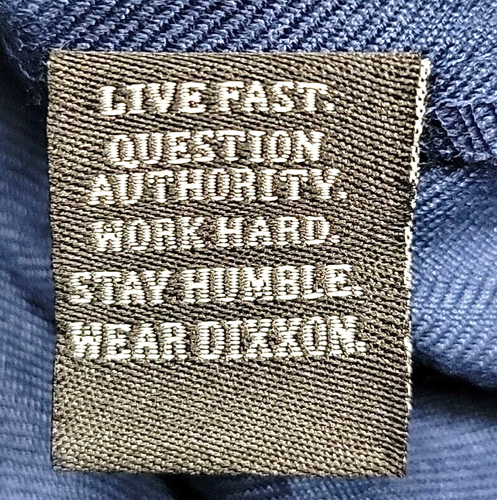 LIVE FAST.
QUESTION
AUTHORITY.
WORK HARD.
STAY HUMBLE.
WEAR DIXXON.